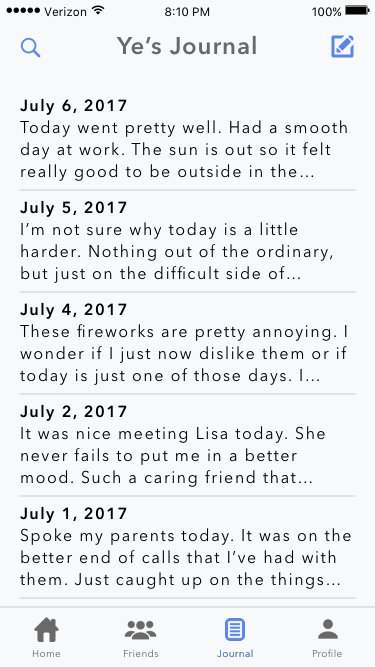 Verizon 8:10 PM 100%
Ye's Journal
July 6, 2017
Today went pretty well. Had a smooth
day at work. The sun is out so it felt
really good to be outside in the...
July 5, 2017
I'm not sure why today is a little
harder. Nothing out of the ordinary,
but just on the difficult side of...
July 4, 2017
These fireworks are pretty annoying. I
wonder if I just now dislike them or if
today is just one of those days. I...
July 2, 2017
It was nice meeting Lisa today. She
never fails to put me in a better
mood. Such a caring friend that...
July 1, 2017
Spoke my parents today. It was on the
better end of calls that I've had with
them. Just caught up on the things...
Home Friends Journal Profile